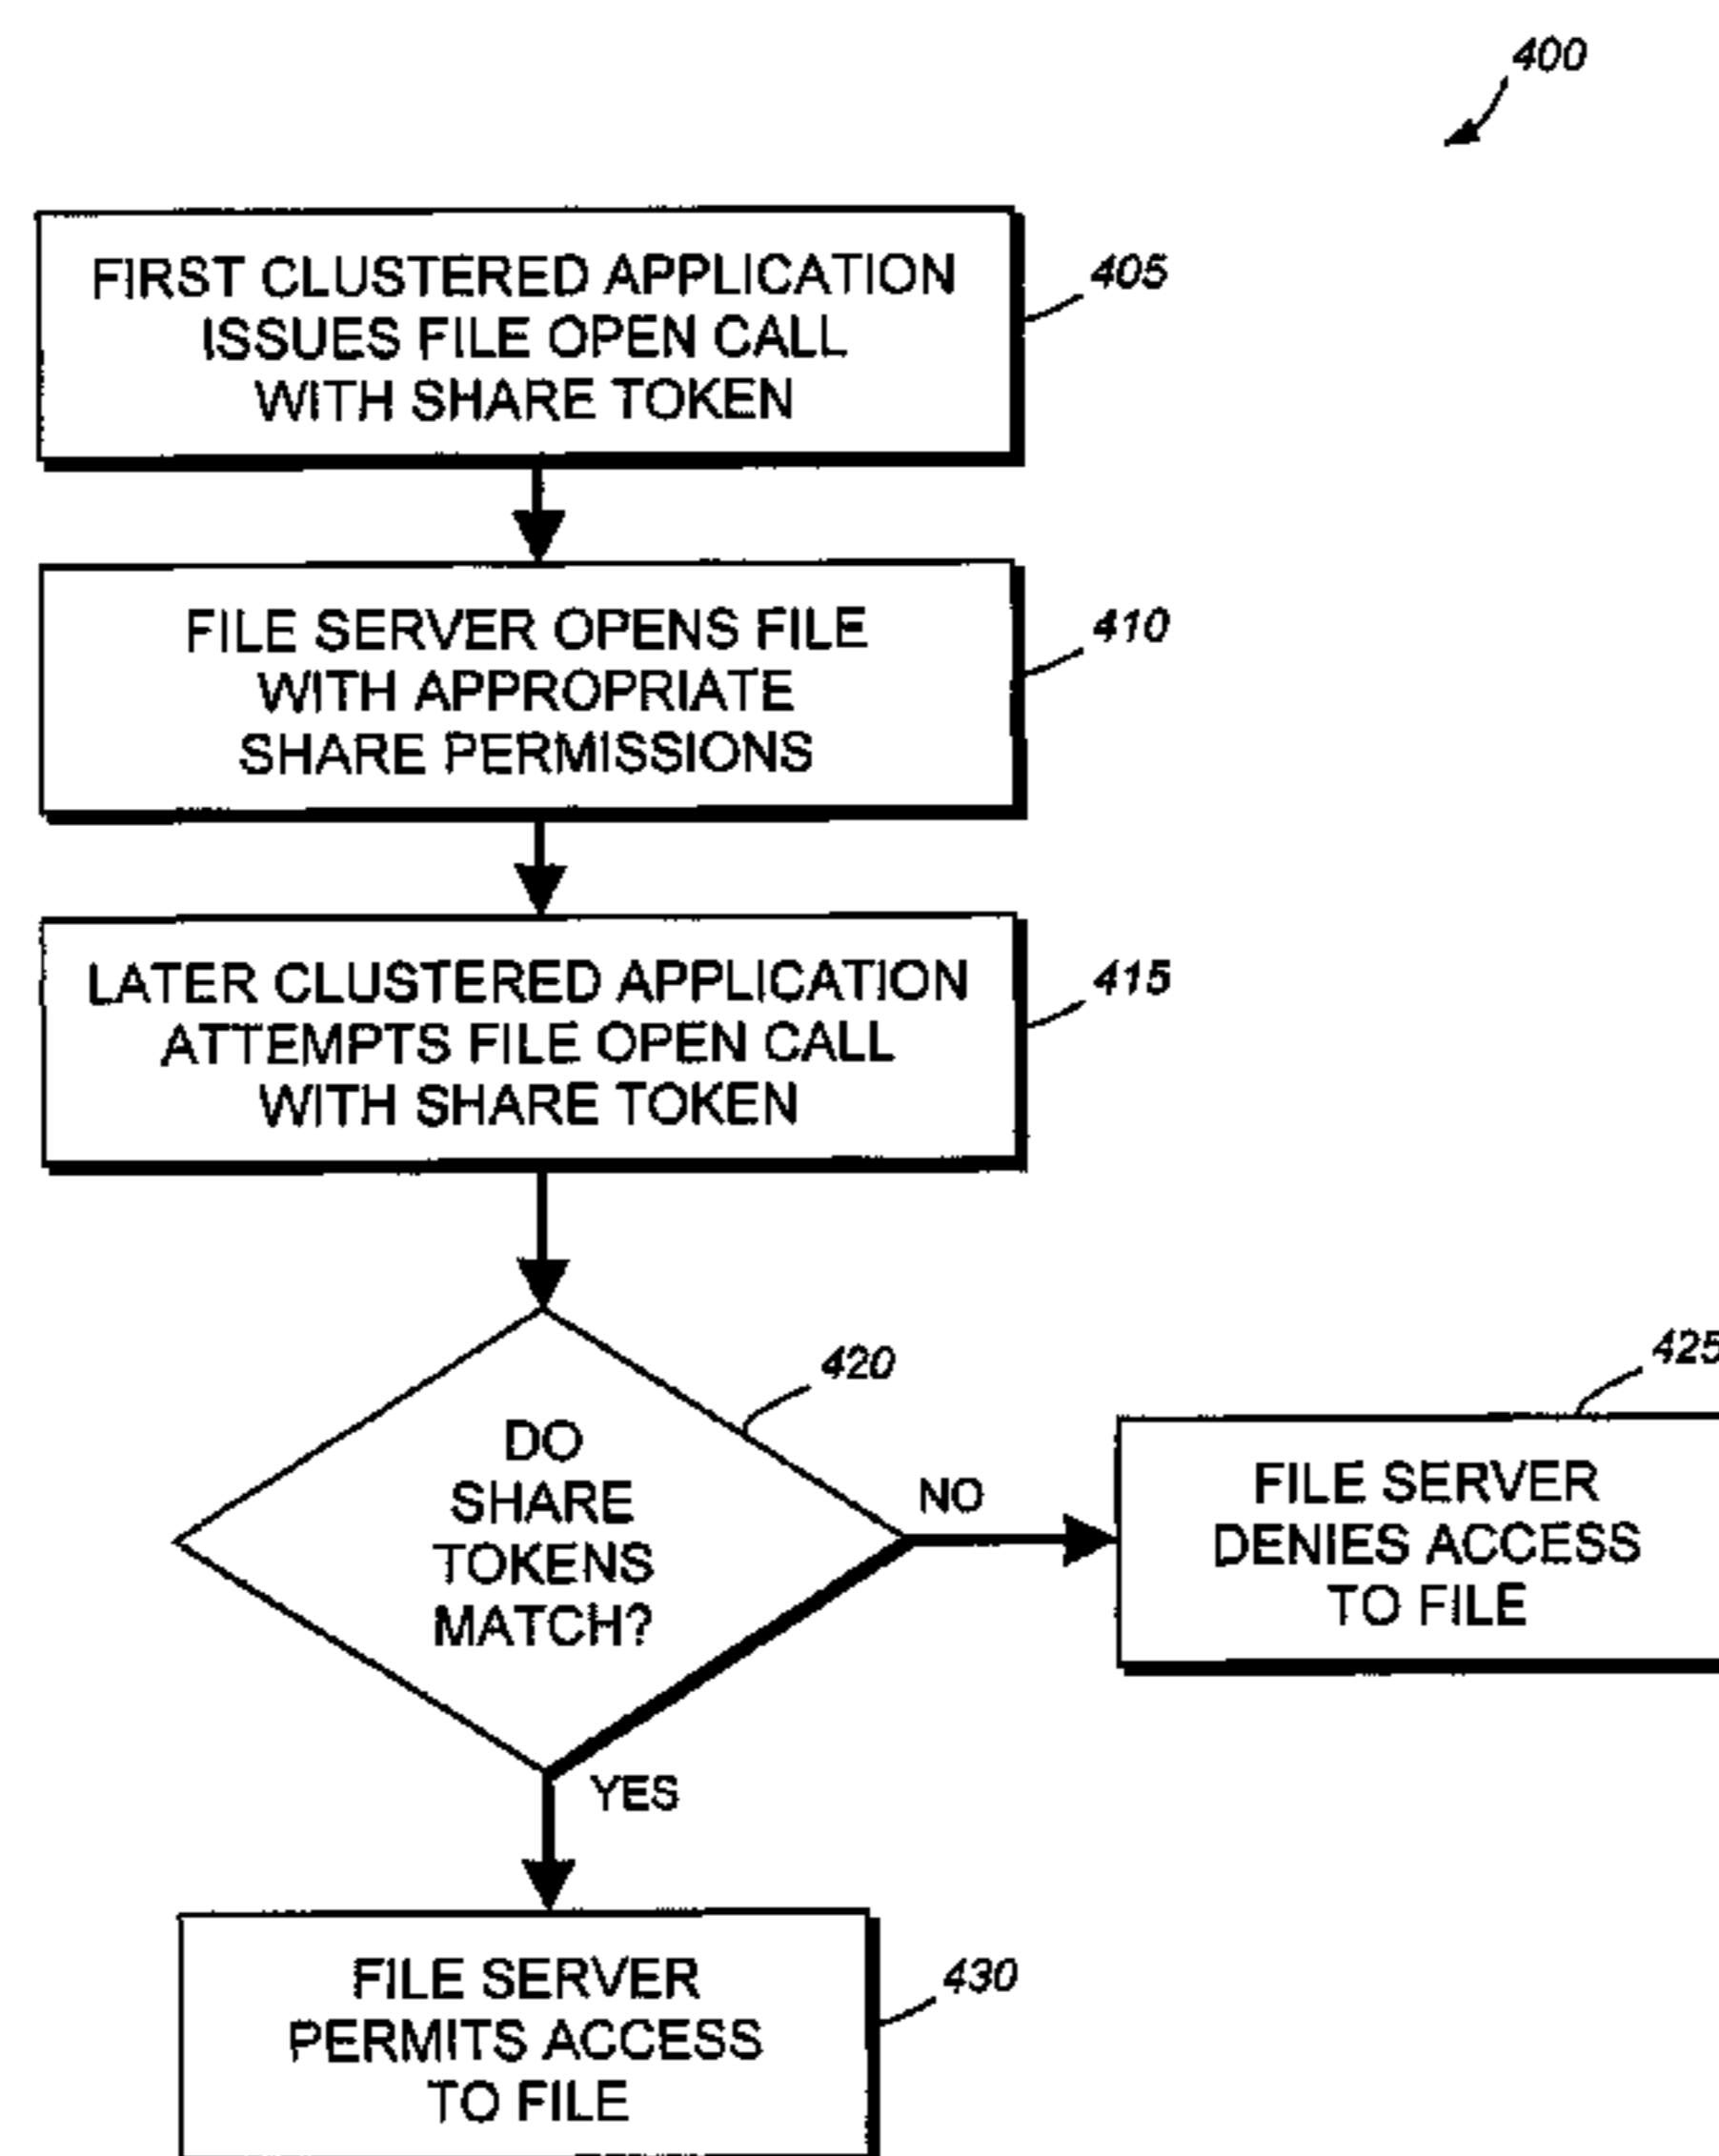 400
FIRST CLUSTERED APPLICATION
ISSUES FILE OPEN CALL
WITH SHARE TOKEN
405
FILE SERVER OPENS FILE
WITH APPROPRIATE
SHARE PERMISSIONS
410
LATER CLUSTERED APPLICATION
ATTEMPTS FILE OPEN CALL
WITH SHARE TOKEN
415
DO
SHARE
TOKENS
MATCH?
420
NO
425
FILE SERVER
DENIES ACCESS
TO FILE
YES
FILE SERVER
PERMITS ACCESS
TO FILE
430